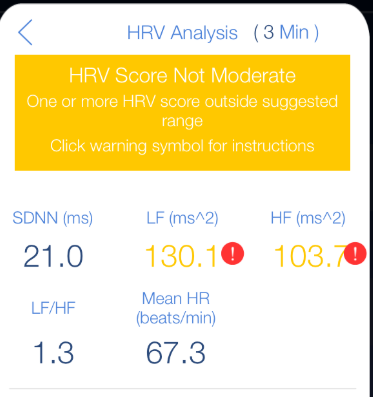 HRV Analysis ( 3 Min )
HRV Score Not Moderate
One or more HRV score outside suggested
range
Click warning symbol for instructions
SDNN (ms) LF (ms^2) HF (ms^2)
21.0 130.1 ! 103.7 !
LF/HF Mean HR
(beats/min)
1.3 67.3